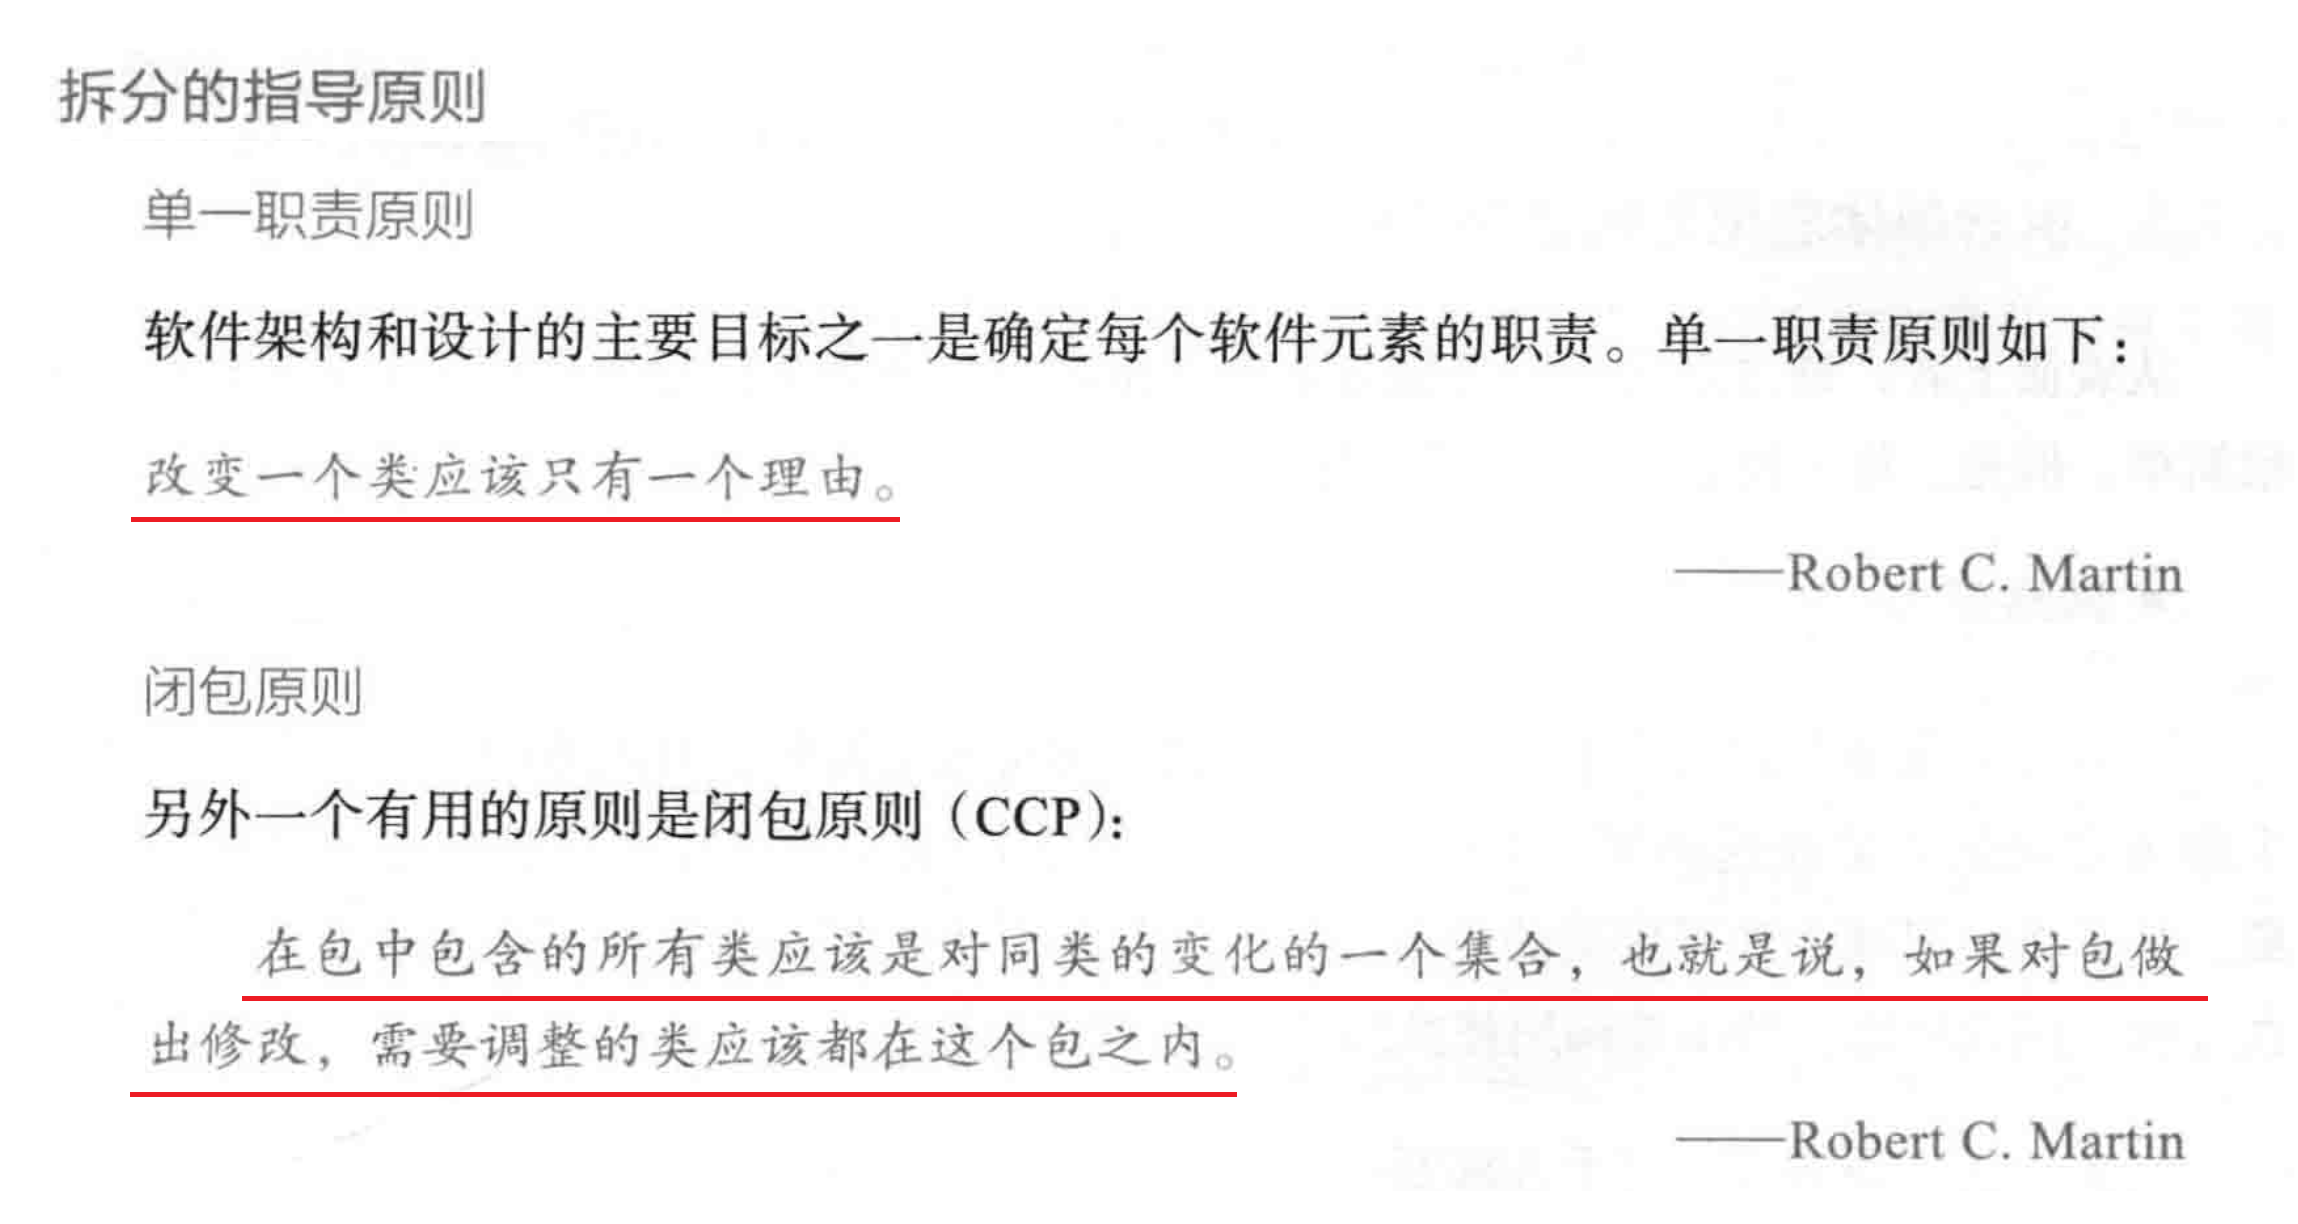 拆分的指导原则
单一职责原则
软件架构和设计的主要目标之一是确定每个软件元素的职责。单一职责原则如下：
改变一个类应该只有一个理由。
——Robert C. Martin
闭包原则
另外一个有用的原则是闭包原则（CCP）：
在包中包含的所有类应该是对同类的变化的一个集合，也就是说，如果对包做
出修改，需要调整的类应该都在这个包之内。
——Robert C. Martin